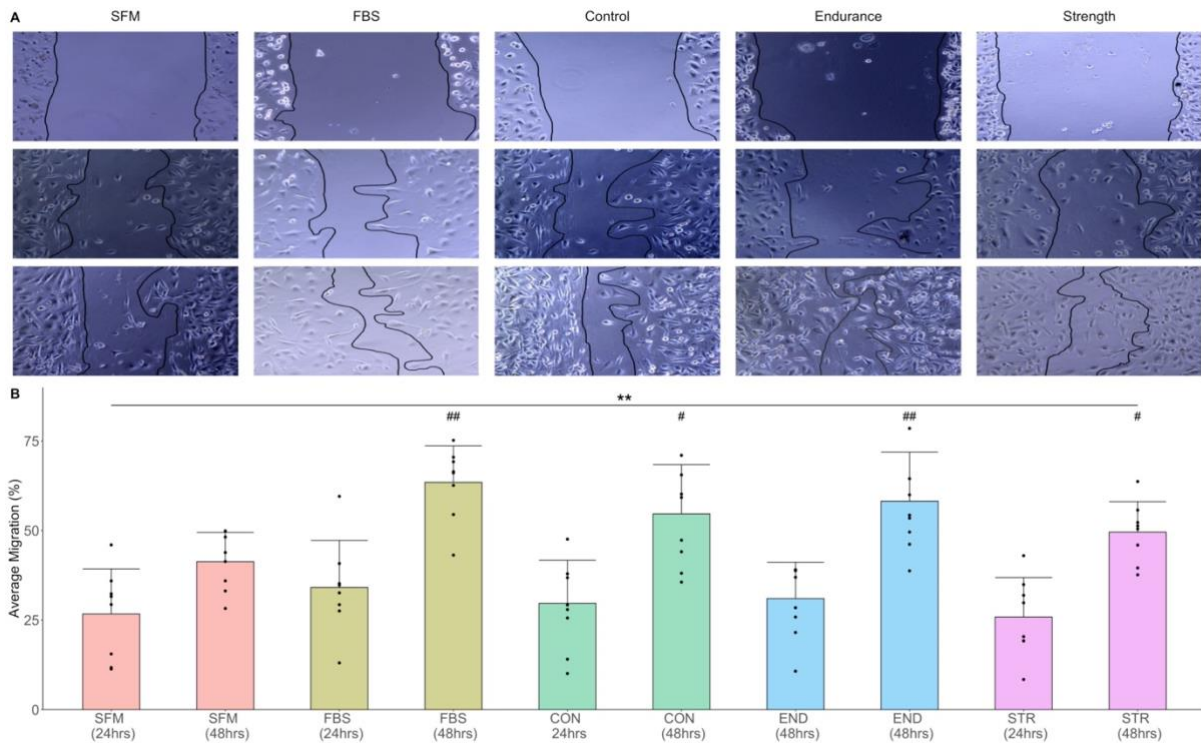 A
SFM
FBS
Control
Endurance
Strength
B
**
##
#
##
#
Average Migration (%)
75
50
25
0
SFM
(24hrs)
SFM
(48hrs)
FBS
(24hrs)
FBS
(48hrs)
CON
24hrs
CON
(48hrs)
END
(48hrs)
END
(48hrs)
STR
(24hrs)
STR
(48hrs)